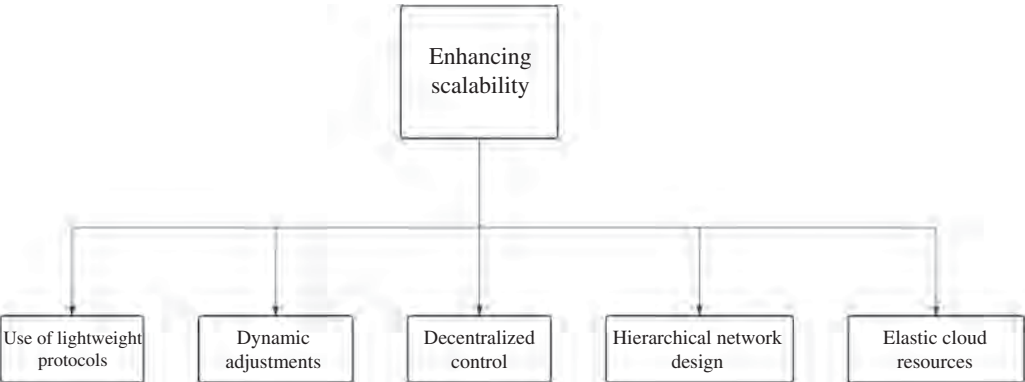 Enhancing
scalability
Use of lightweight
protocols
Dynamic
adjustments
Decentralized
control
Hierarchical network
design
Elastic cloud
resources